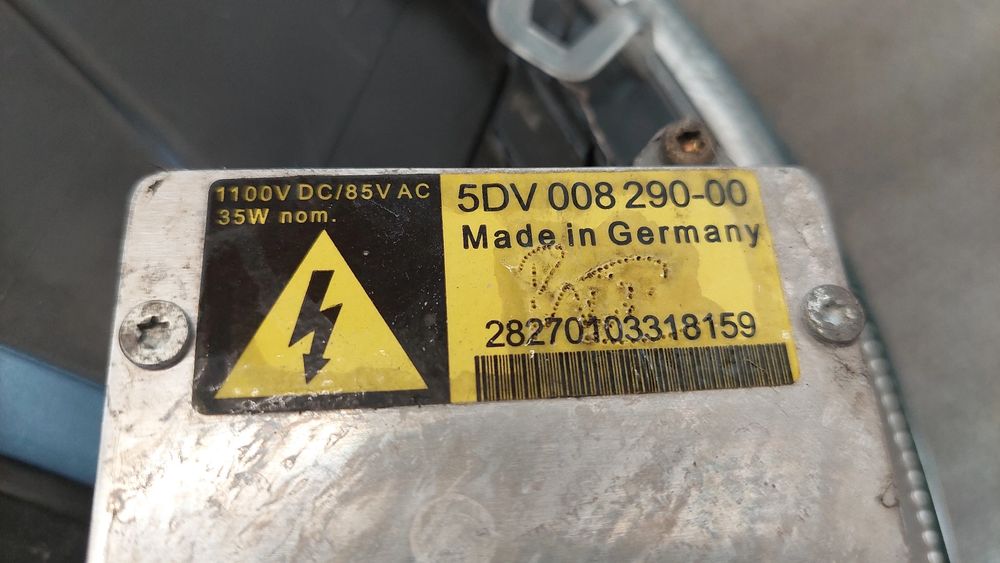 1100V DC/85V AC
35W nom.
5DV 008 290-00
Made in Germany
28270103318159